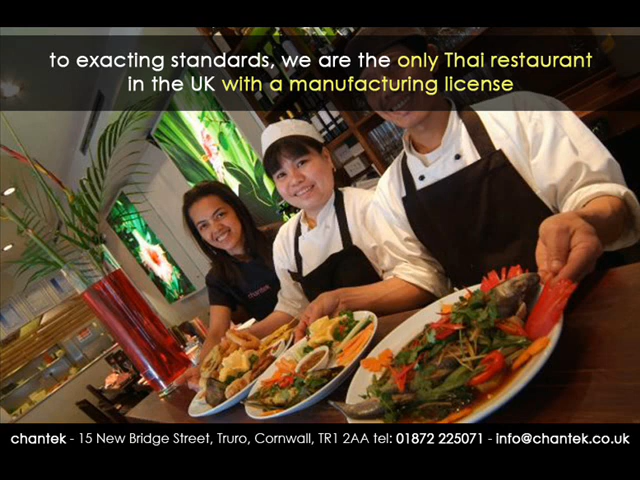 to exacting standards, we are the only Thai restaurant
in the UK with a manufacturing license
chantek
chantek - 15 New Bridge Street, Truro, Cornwall, TR1 2AA tel: 01872 225071 - info@chantek.co.uk